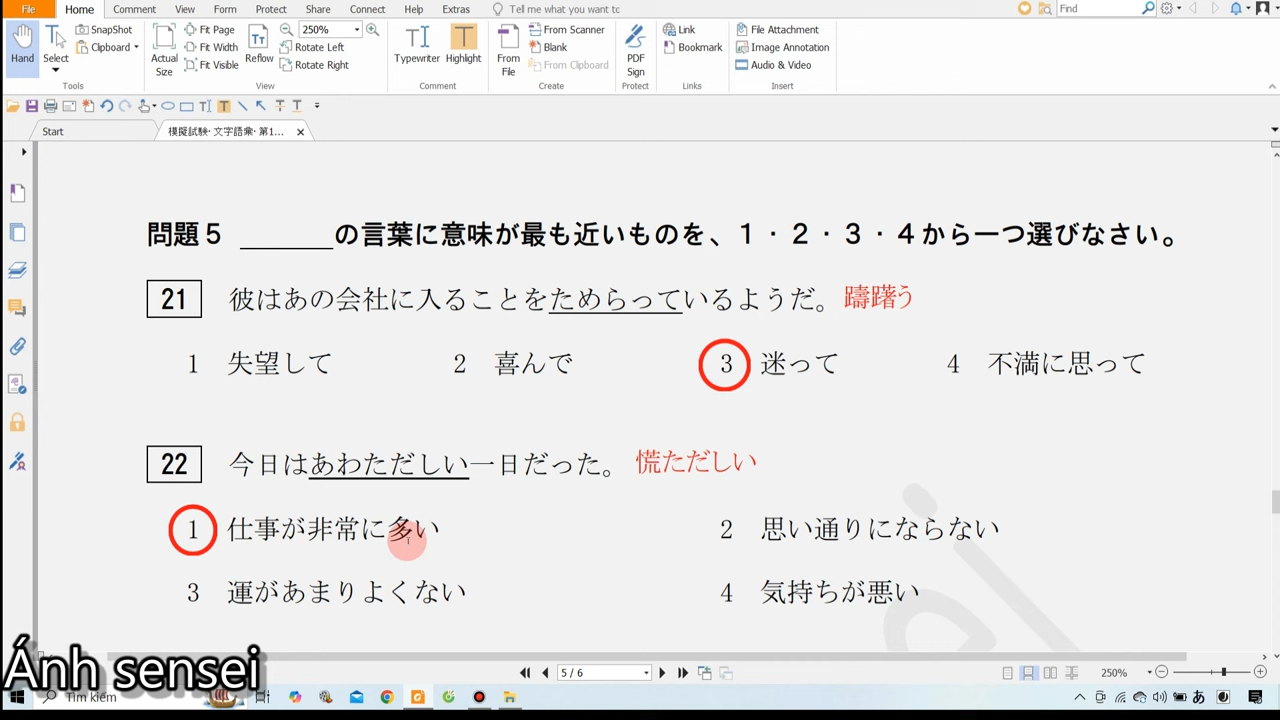 File Home Comment View Form Protect Share Connect Help Extras Tell me what you want to Find
SnapShot Fit Page 250% From Scanner Link File Attachment
Clipboard Fit Width Rotate Left Blank Bookmark Image Annotation
Hand Select Actual Size Fit Visible Reflow Rotate Right Typewriter Highlight From File From Clipboard PDF Sign Audio & Video
Tools View Comment Create Protect Links Insert
Start 模擬試験· 文字語彙· 第1...
問題５ ＿＿＿の言葉に意味が最も近いものを、１・２・３・４から一つ選びなさい。
21 彼はあの会社に入ることをためらっているようだ。 躊躇う
1 失望して 2 喜んで 3 迷って 4 不満に思って
22 今日はあわただしい一日だった。 慌ただしい
1 仕事が非常に多い 2 思い通りにならない
3 運があまりよくない 4 気持ちが悪い
Ánh sensei
5 / 6 250%
Tìm kiếm あ